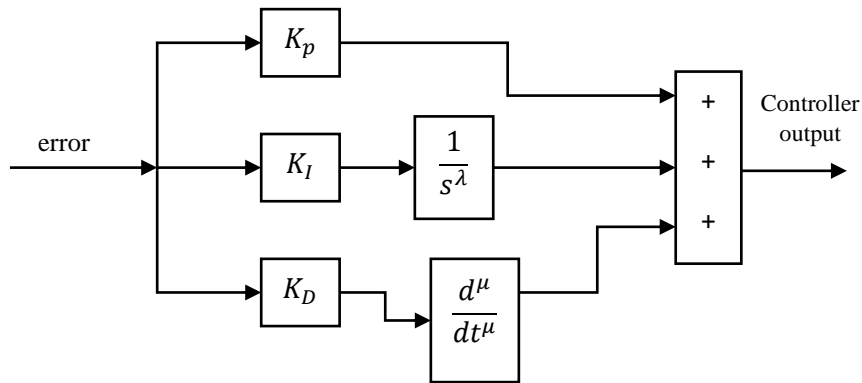 K_p
+
Controller
output
error
K_I
1
s^λ
+
+
K_D
d^μ
dt^μ